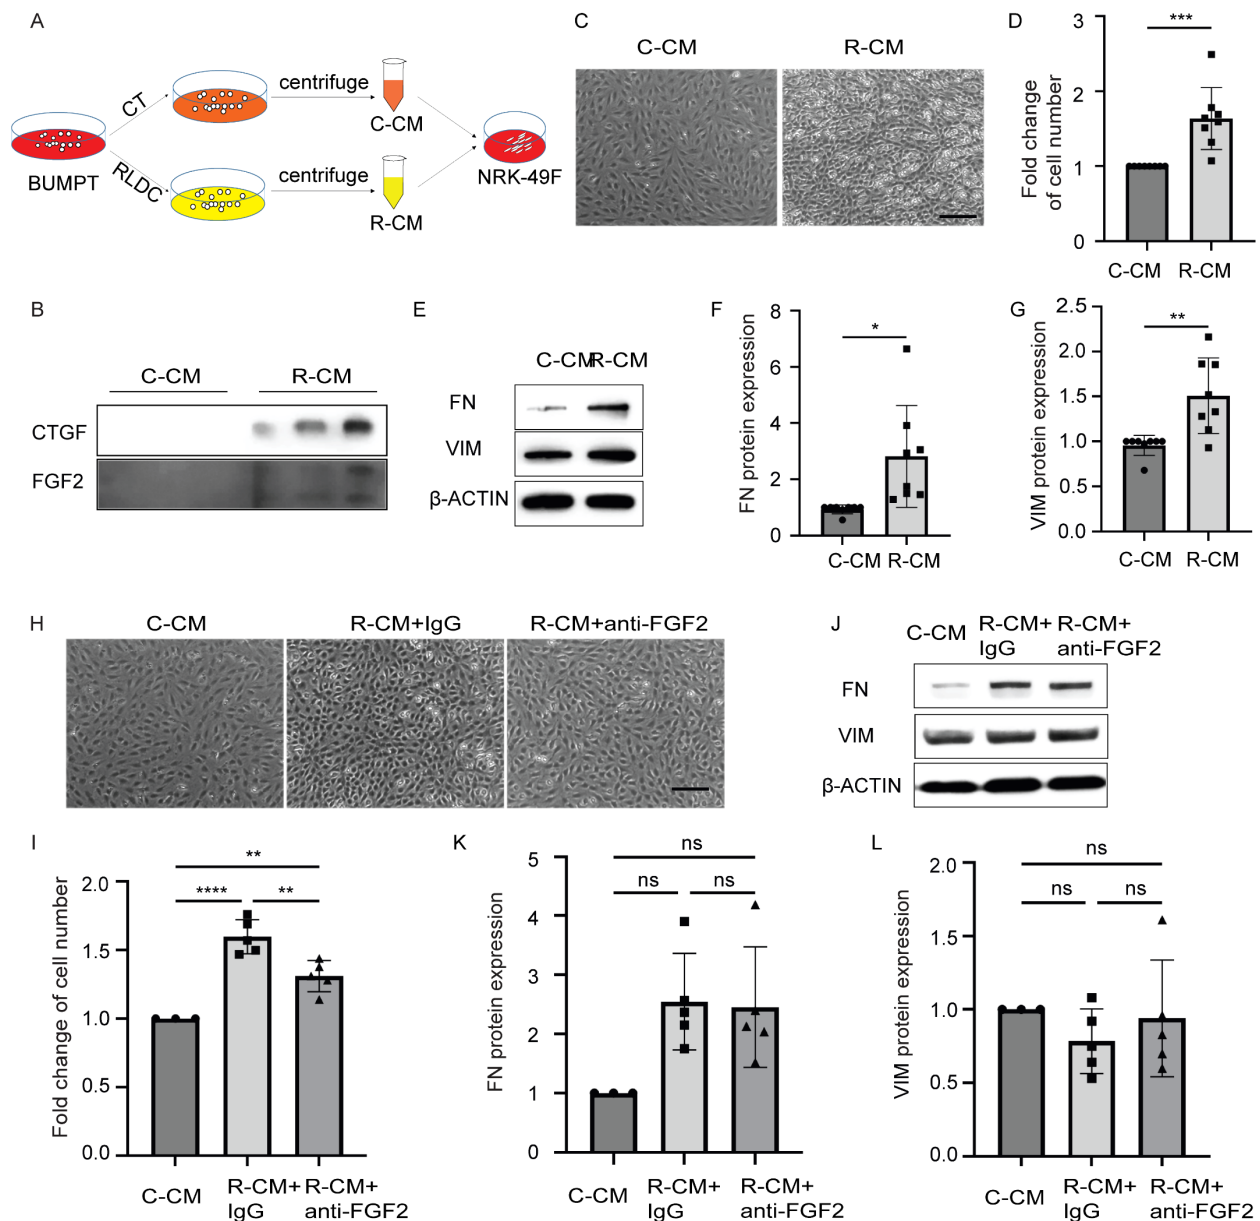 A
CT
centrifuge
C-CM
BUMPT
RLDC
centrifuge
R-CM
NRK-49F
C
C-CM
R-CM
D
Fold change
of cell number
3
2
1
0
***
C-CM
R-CM
B
C-CM
R-CM
CTGF
FGF2
E
C-CM
R-CM
FN
VIM
β-ACTIN
F
FN protein expression
8
6
4
2
0
*
C-CM
R-CM
G
VIM protein expression
2.5
2.0
1.5
1.0
0.5
0.0
**
C-CM
R-CM
H
C-CM
R-CM+IgG
R-CM+anti-FGF2
J
C-CM
R-CM+
IgG
R-CM+
anti-FGF2
FN
VIM
β-ACTIN
I
Fold change of cell number
2.0
1.5
1.0
0.5
0.0
**
****
**
C-CM
R-CM+
IgG
R-CM+
anti-FGF2
K
FN protein expression
5
4
3
2
1
0
ns
ns
ns
C-CM
R-CM+
IgG
R-CM+
anti-FGF2
L
VIM protein expression
2.0
1.5
1.0
0.5
0.0
ns
ns
ns
C-CM
R-CM+
IgG
R-CM+
anti-FGF2